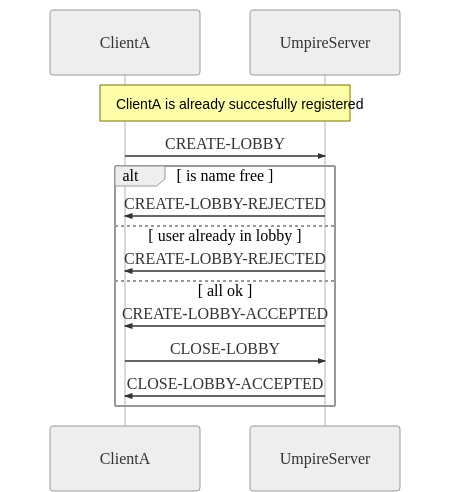 ClientA
UmpireServer
ClientA is already succesfully registered
CREATE-LOBBY
alt
[ is name free ]
CREATE-LOBBY-REJECTED
[ user already in lobby ]
CREATE-LOBBY-REJECTED
[ all ok ]
CREATE-LOBBY-ACCEPTED
CLOSE-LOBBY
CLOSE-LOBBY-ACCEPTED
ClientA
UmpireServer